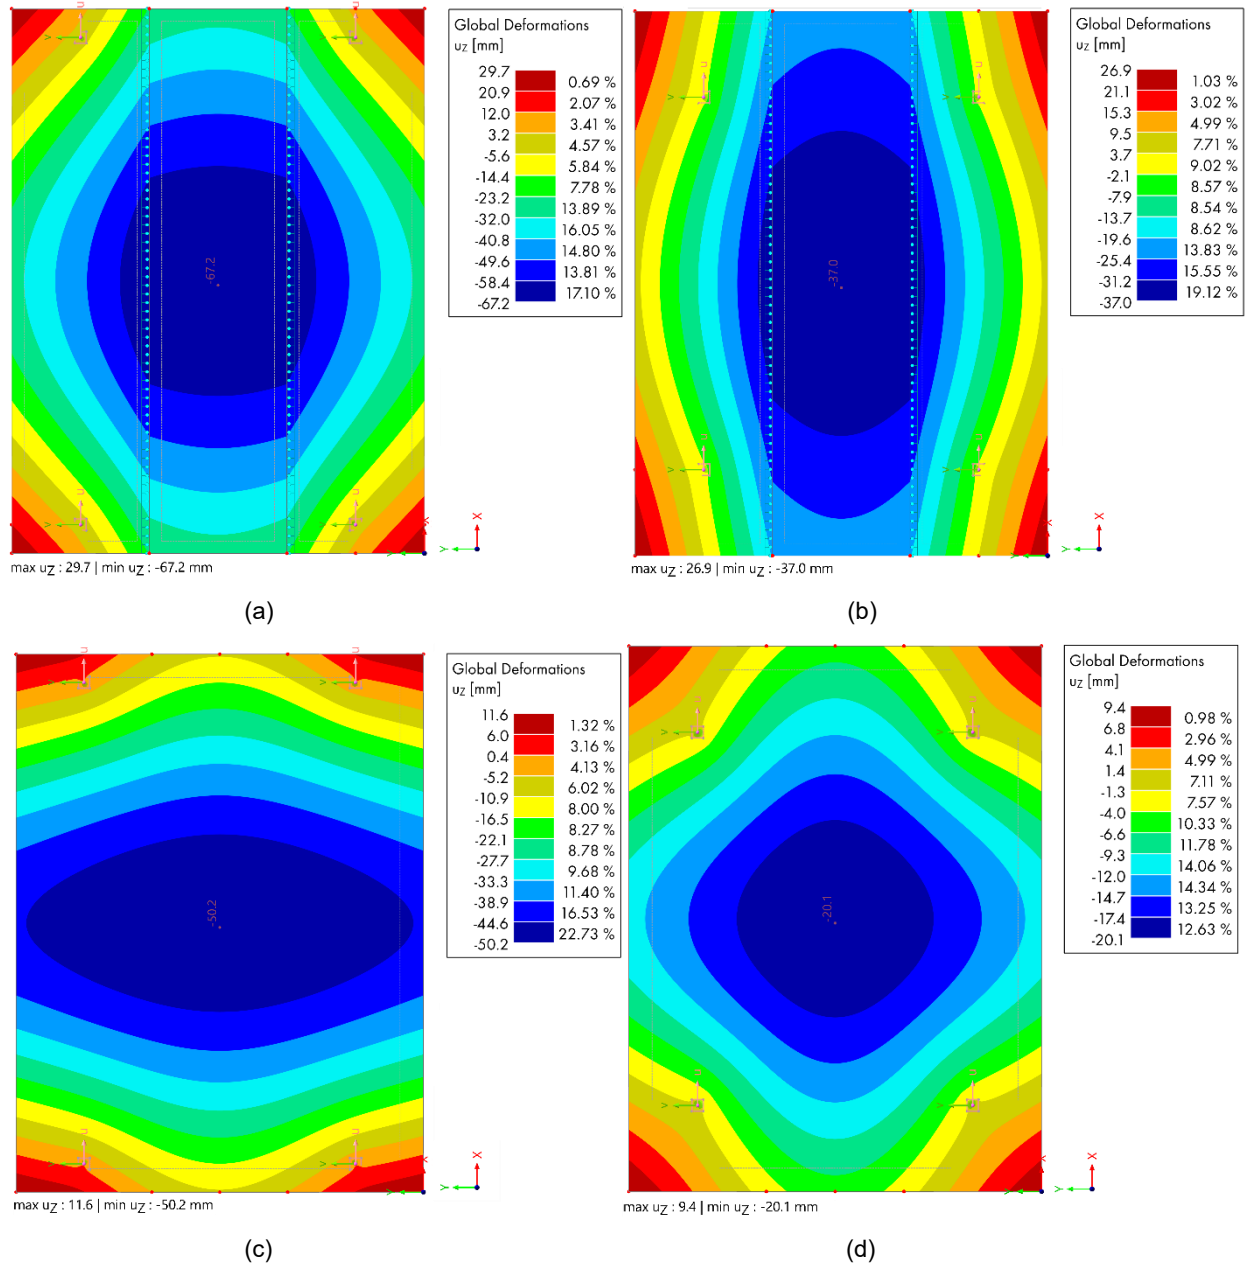 Global Deformations
uZ [mm]
29.7
20.9
12.0
3.2
-5.6
-14.4
-23.2
-32.0
-40.8
-49.6
-58.4
-67.2
0.69 %
2.07 %
3.41 %
4.57 %
5.84 %
7.78 %
13.89 %
16.05 %
14.80 %
13.81 %
17.10 %
u
u
v
v
-67.2
u
u
v
v
X
Y
max uZ : 29.7 | min uZ : -67.2 mm
(a)
Global Deformations
uZ [mm]
26.9
21.1
15.3
9.5
3.7
-2.1
-7.9
-13.7
-19.6
-25.4
-31.2
-37.0
1.03 %
3.02 %
4.99 %
7.71 %
9.02 %
8.57 %
8.54 %
8.62 %
13.83 %
15.55 %
19.12 %
u
u
v
v
-37.0
u
u
v
v
X
Y
max uZ : 26.9 | min uZ : -37.0 mm
(b)
Global Deformations
uZ [mm]
11.6
6.0
0.4
-5.2
-10.9
-16.5
-22.1
-27.7
-33.3
-38.9
-44.6
-50.2
1.32 %
3.16 %
4.13 %
6.02 %
8.00 %
8.27 %
8.78 %
9.68 %
11.40 %
16.53 %
22.73 %
u
u
v
v
-50.2
u
u
v
v
X
Y
max uZ : 11.6 | min uZ : -50.2 mm
(c)
Global Deformations
uZ [mm]
9.4
6.8
4.1
1.4
-1.3
-4.0
-6.6
-9.3
-12.0
-14.7
-17.4
-20.1
0.98 %
2.96 %
4.99 %
7.11 %
7.57 %
10.33 %
11.78 %
14.06 %
14.34 %
13.25 %
12.63 %
u
u
v
v
-20.1
u
u
v
v
X
Y
max uZ : 9.4 | min uZ : -20.1 mm
(d)